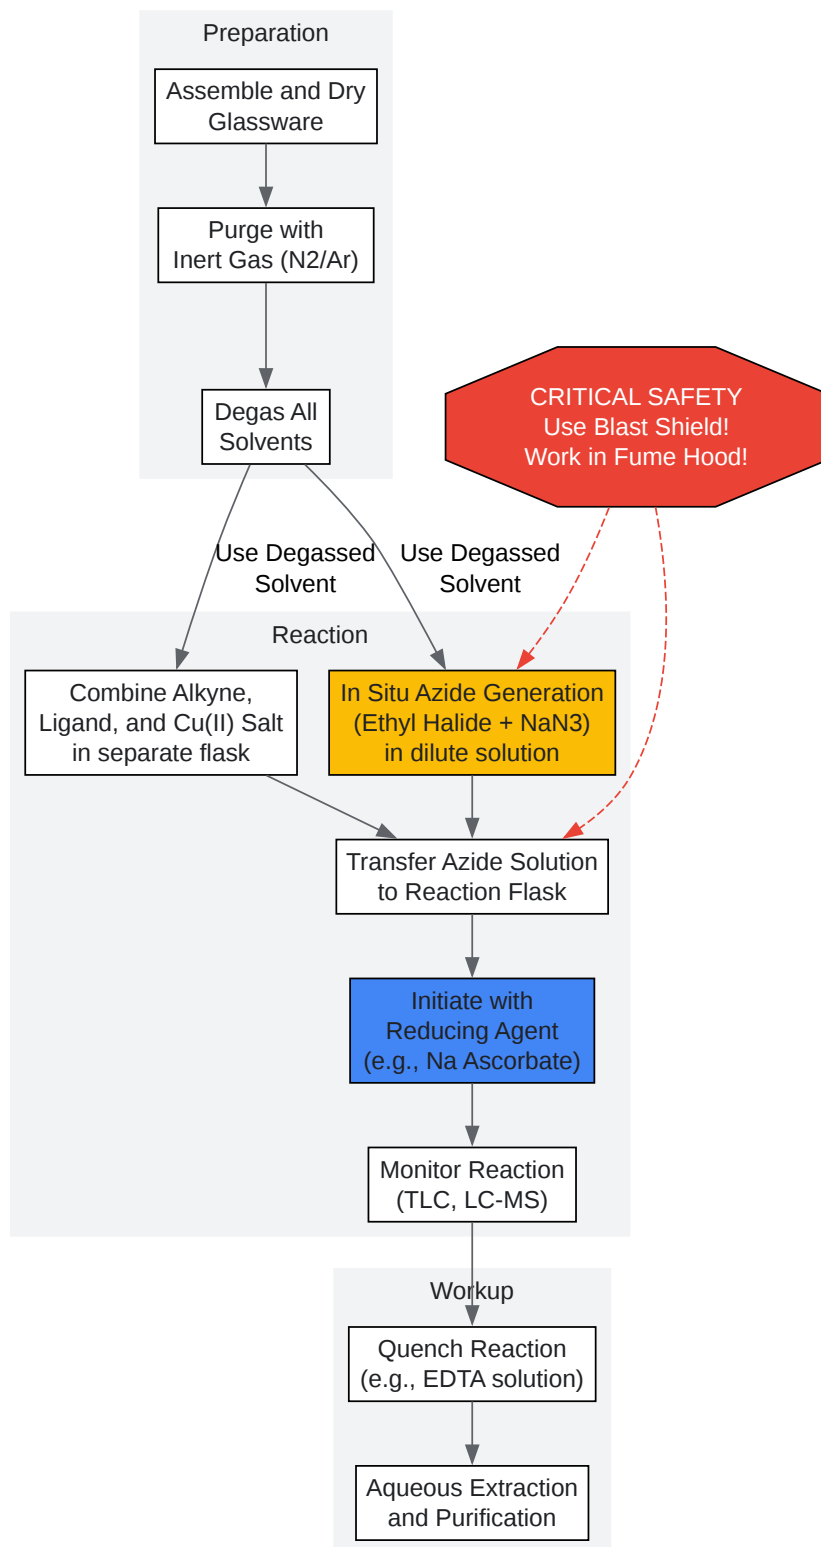 Preparation
Assemble and Dry
Glassware
Purge with
Inert Gas (N2/Ar)
Degas All
Solvents
CRITICAL SAFETY
Use Blast Shield!
Work in Fume Hood!
Use Degassed
Solvent
Use Degassed
Solvent
Reaction
Combine Alkyne,
Ligand, and Cu(II) Salt
in separate flask
In Situ Azide Generation
(Ethyl Halide + NaN3)
in dilute solution
Transfer Azide Solution
to Reaction Flask
Initiate with
Reducing Agent
(e.g., Na Ascorbate)
Monitor Reaction
(TLC, LC-MS)
Workup
Quench Reaction
(e.g., EDTA solution)
Aqueous Extraction
and Purification